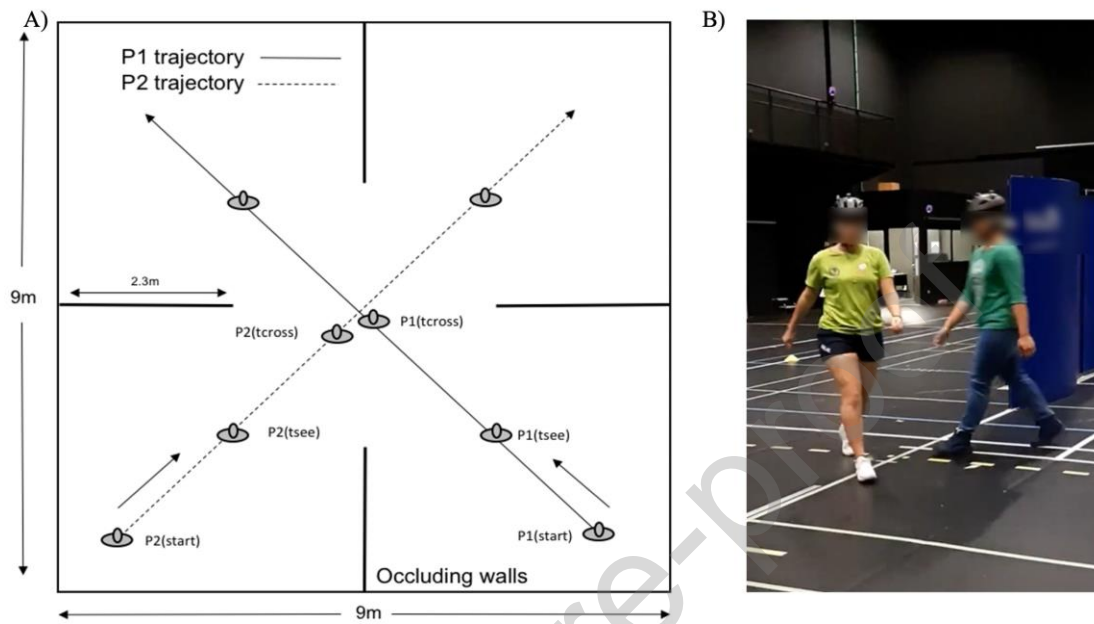 A)
B)
P1 trajectory
P2 trajectory
2.3m
9m
P2(tcross)
P1(tcross)
P2(tsee)
P1(tsee)
P2(start)
P1(start)
Occluding walls
9m